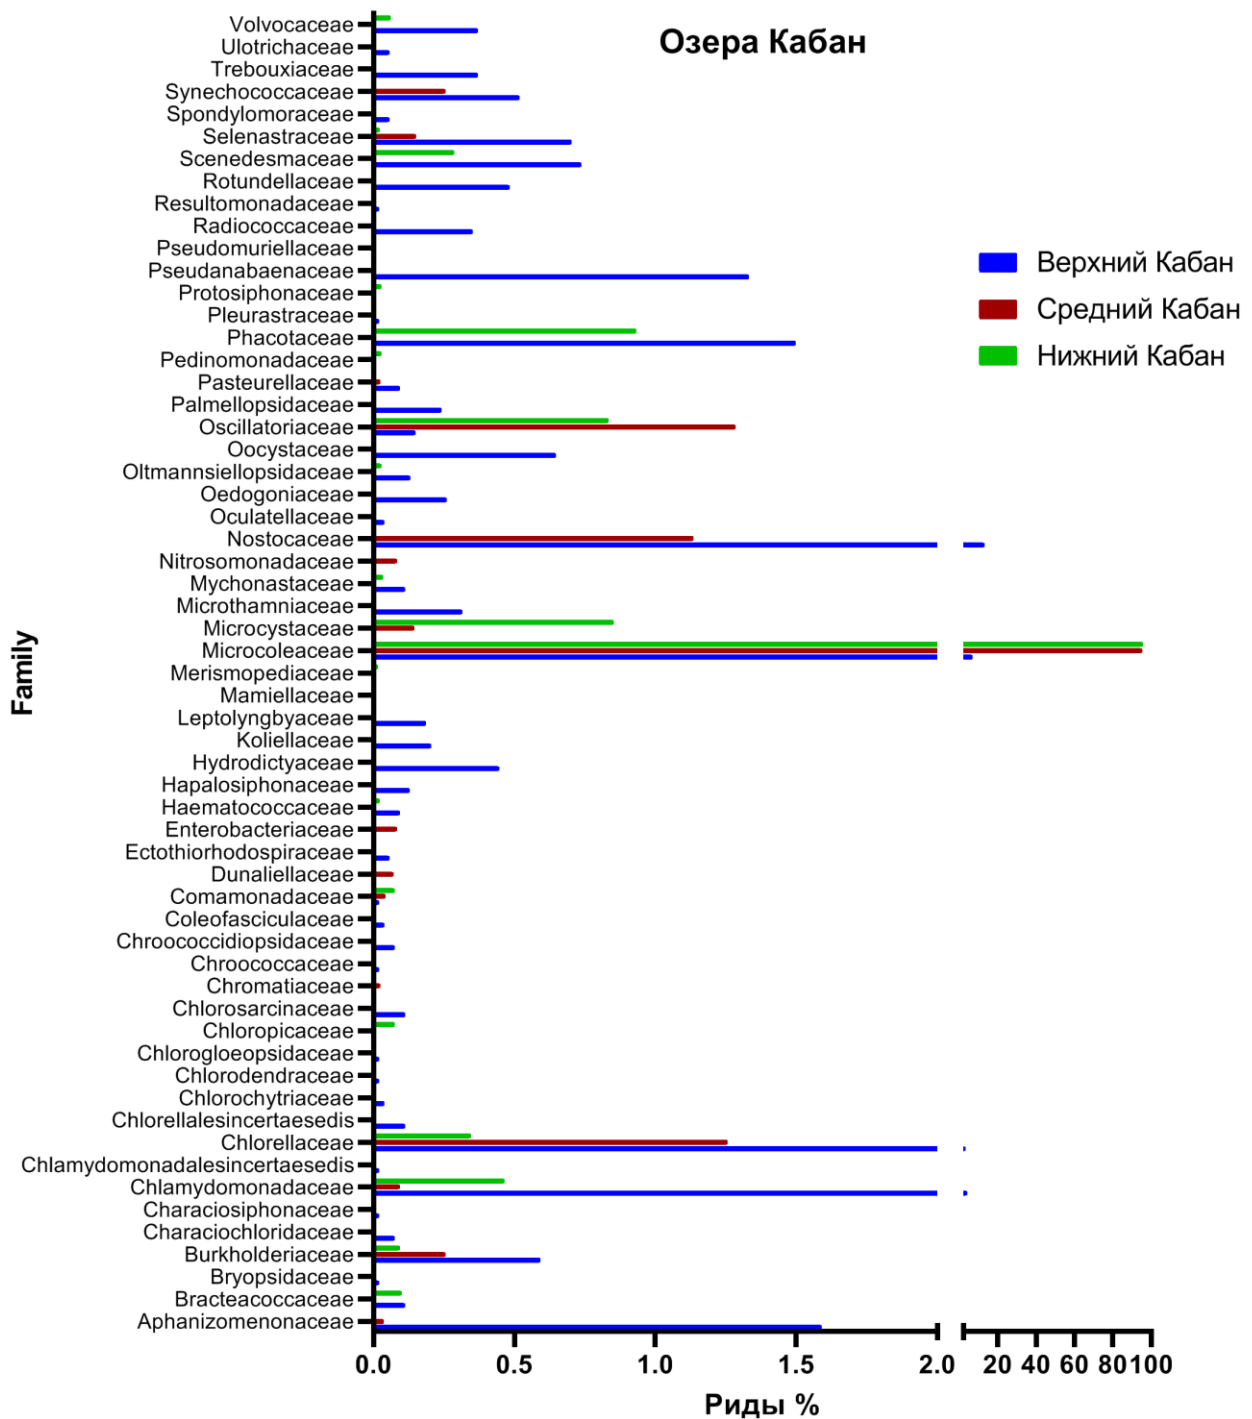 Озера Кабан
Volvocaceae
Ulotrichaceae
Trebouxiaceae
Synechococcaceae
Spondylomoraceae
Selenastraceae
Scenedesmaceae
Rotundellaceae
Resultomonadaceae
Radiococcaceae
Pseudomuriellaceae
Pseudanabaenaceae
Protosiphonaceae
Pleurastraceae
Phacotaceae
Pedinomonadaceae
Pasteurellaceae
Palmellopsidaceae
Oscillatoriaceae
Oocystaceae
Oltmannsiellopsidaceae
Oedogoniaceae
Oculatellaceae
Nostocaceae
Nitrosomonadaceae
Mychonastaceae
Microthamniaceae
Microcystaceae
Microcoleaceae
Merismopediaceae
Mamiellaceae
Leptolyngbyaceae
Koliellaceae
Hydrodictyaceae
Hapalosiphonaceae
Haematococcaceae
Enterobacteriaceae
Ectothiorhodospiraceae
Dunaliellaceae
Comamonadaceae
Coleofasciculaceae
Chroococcidiopsidaceae
Chroococcaceae
Chromatiaceae
Chlorosarcinaceae
Chloropicaceae
Chlorogloeopsidaceae
Chlorodendraceae
Chlorochytriaceae
Chlorellalesincertaesedis
Chlorellaceae
Chlamydomonadalesincertaesedis
Chlamydomonadaceae
Characiosiphonaceae
Characiochloridaceae
Burkholderiaceae
Bryopsidaceae
Bracteacoccaceae
Aphanizomenonaceae
Family
Верхний Кабан
Средний Кабан
Нижний Кабан
0.0 0.5 1.0 1.5 2.0 20 40 60 80 100
Риды %